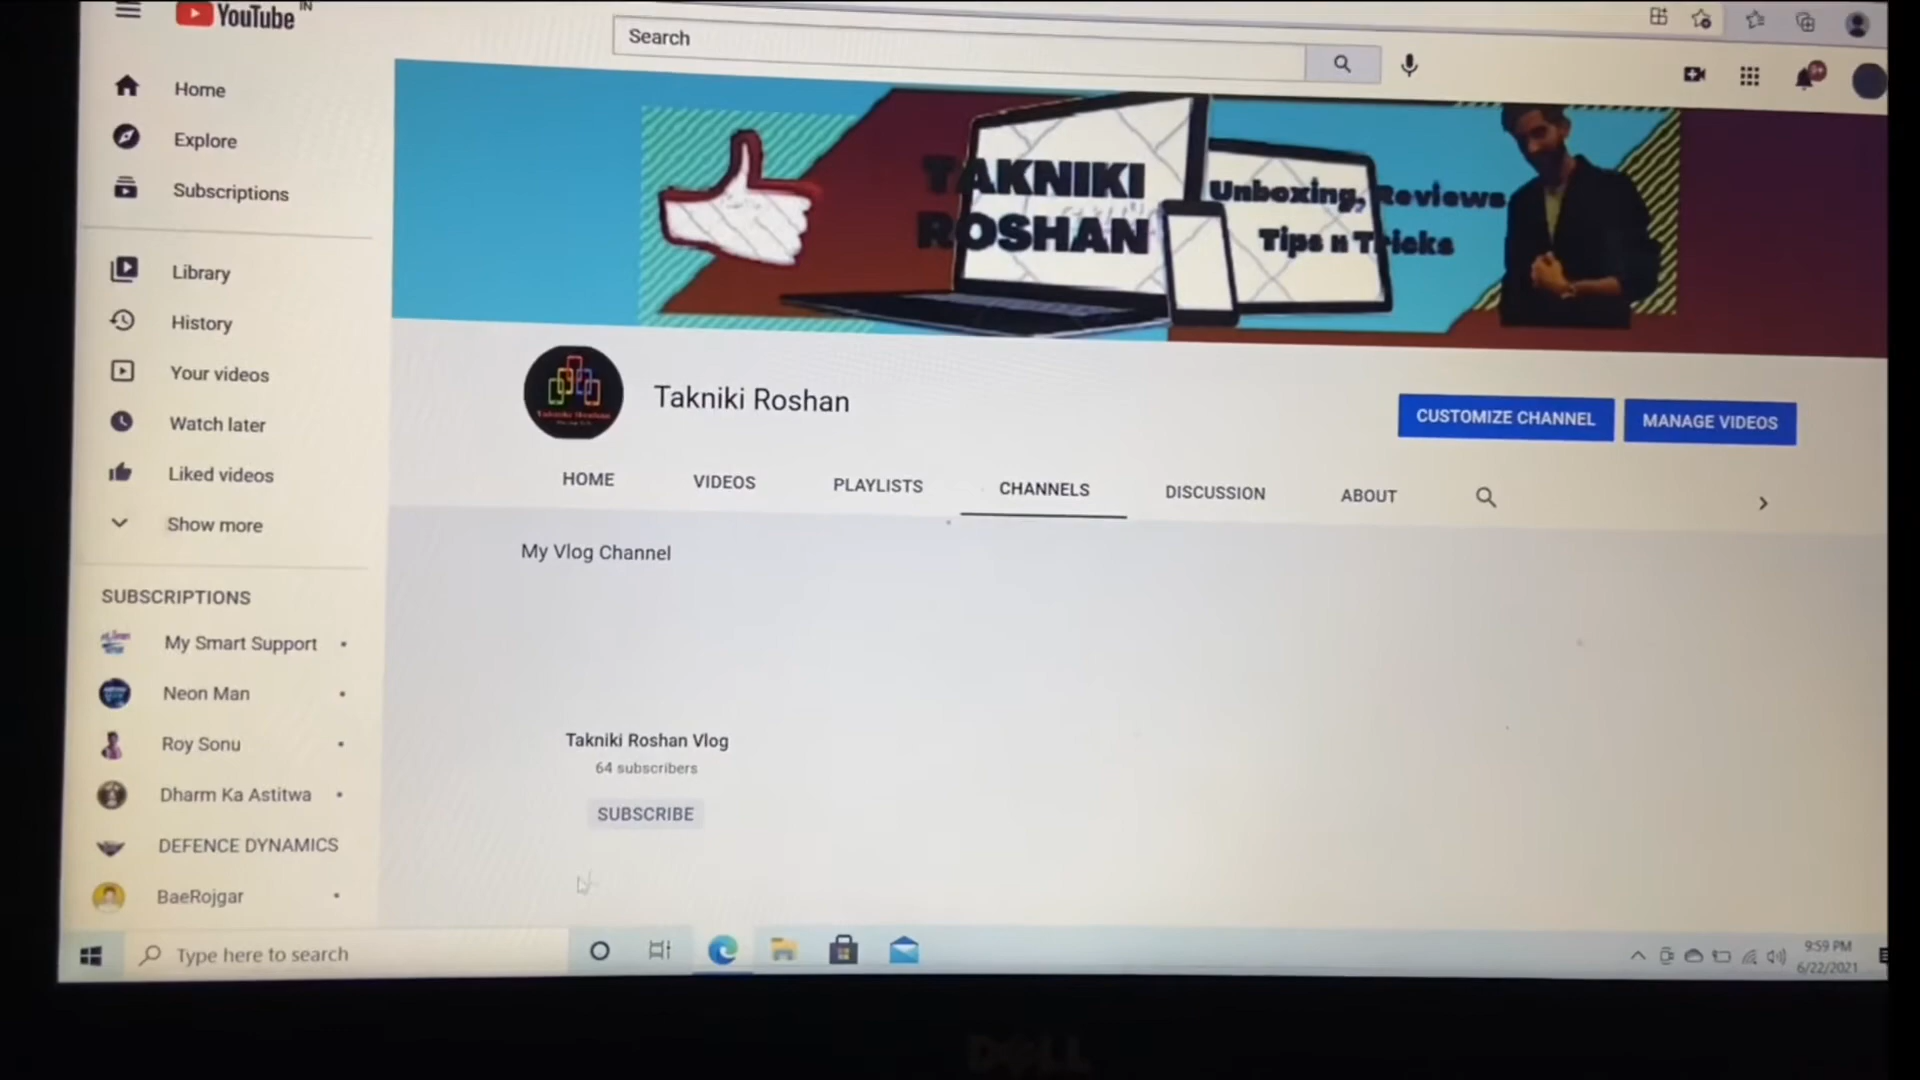 YouTube IN
Search
Home
Explore
Subscriptions
Library
History
Your videos
Watch later
Liked videos
Show more
SUBSCRIPTIONS
My Smart Support
Neon Man
Roy Sonu
Dharm Ka Astitwa
DEFENCE DYNAMICS
BaeRojgar
TAKNIKI
ROSHAN
Unboxing, Reviews
Tips n Tricks
Takniki Roshan
CUSTOMIZE CHANNEL
MANAGE VIDEOS
HOME VIDEOS PLAYLISTS CHANNELS DISCUSSION ABOUT
My Vlog Channel
Takniki Roshan Vlog
64 subscribers
SUBSCRIBE
Type here to search
9:59 PM
6/22/2021
DELL